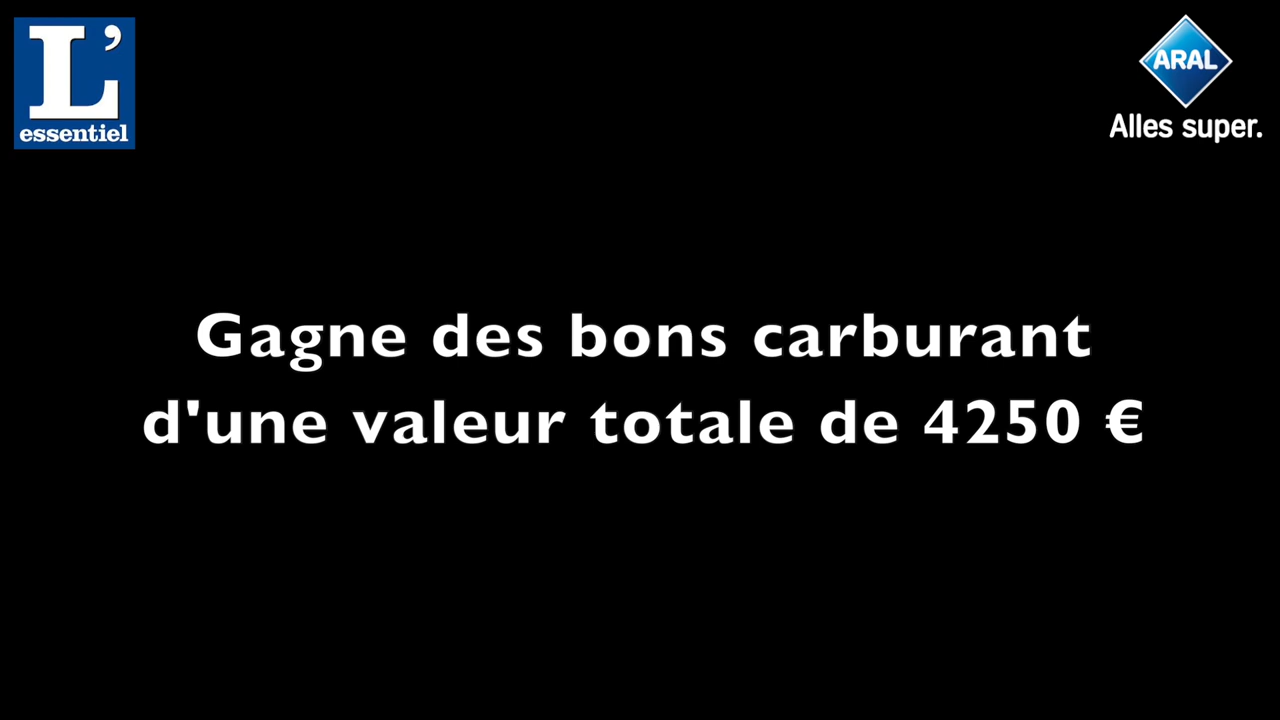 L'
essentiel
ARAL
Alles super.
Gagne des bons carburant
d'une valeur totale de 4250 €